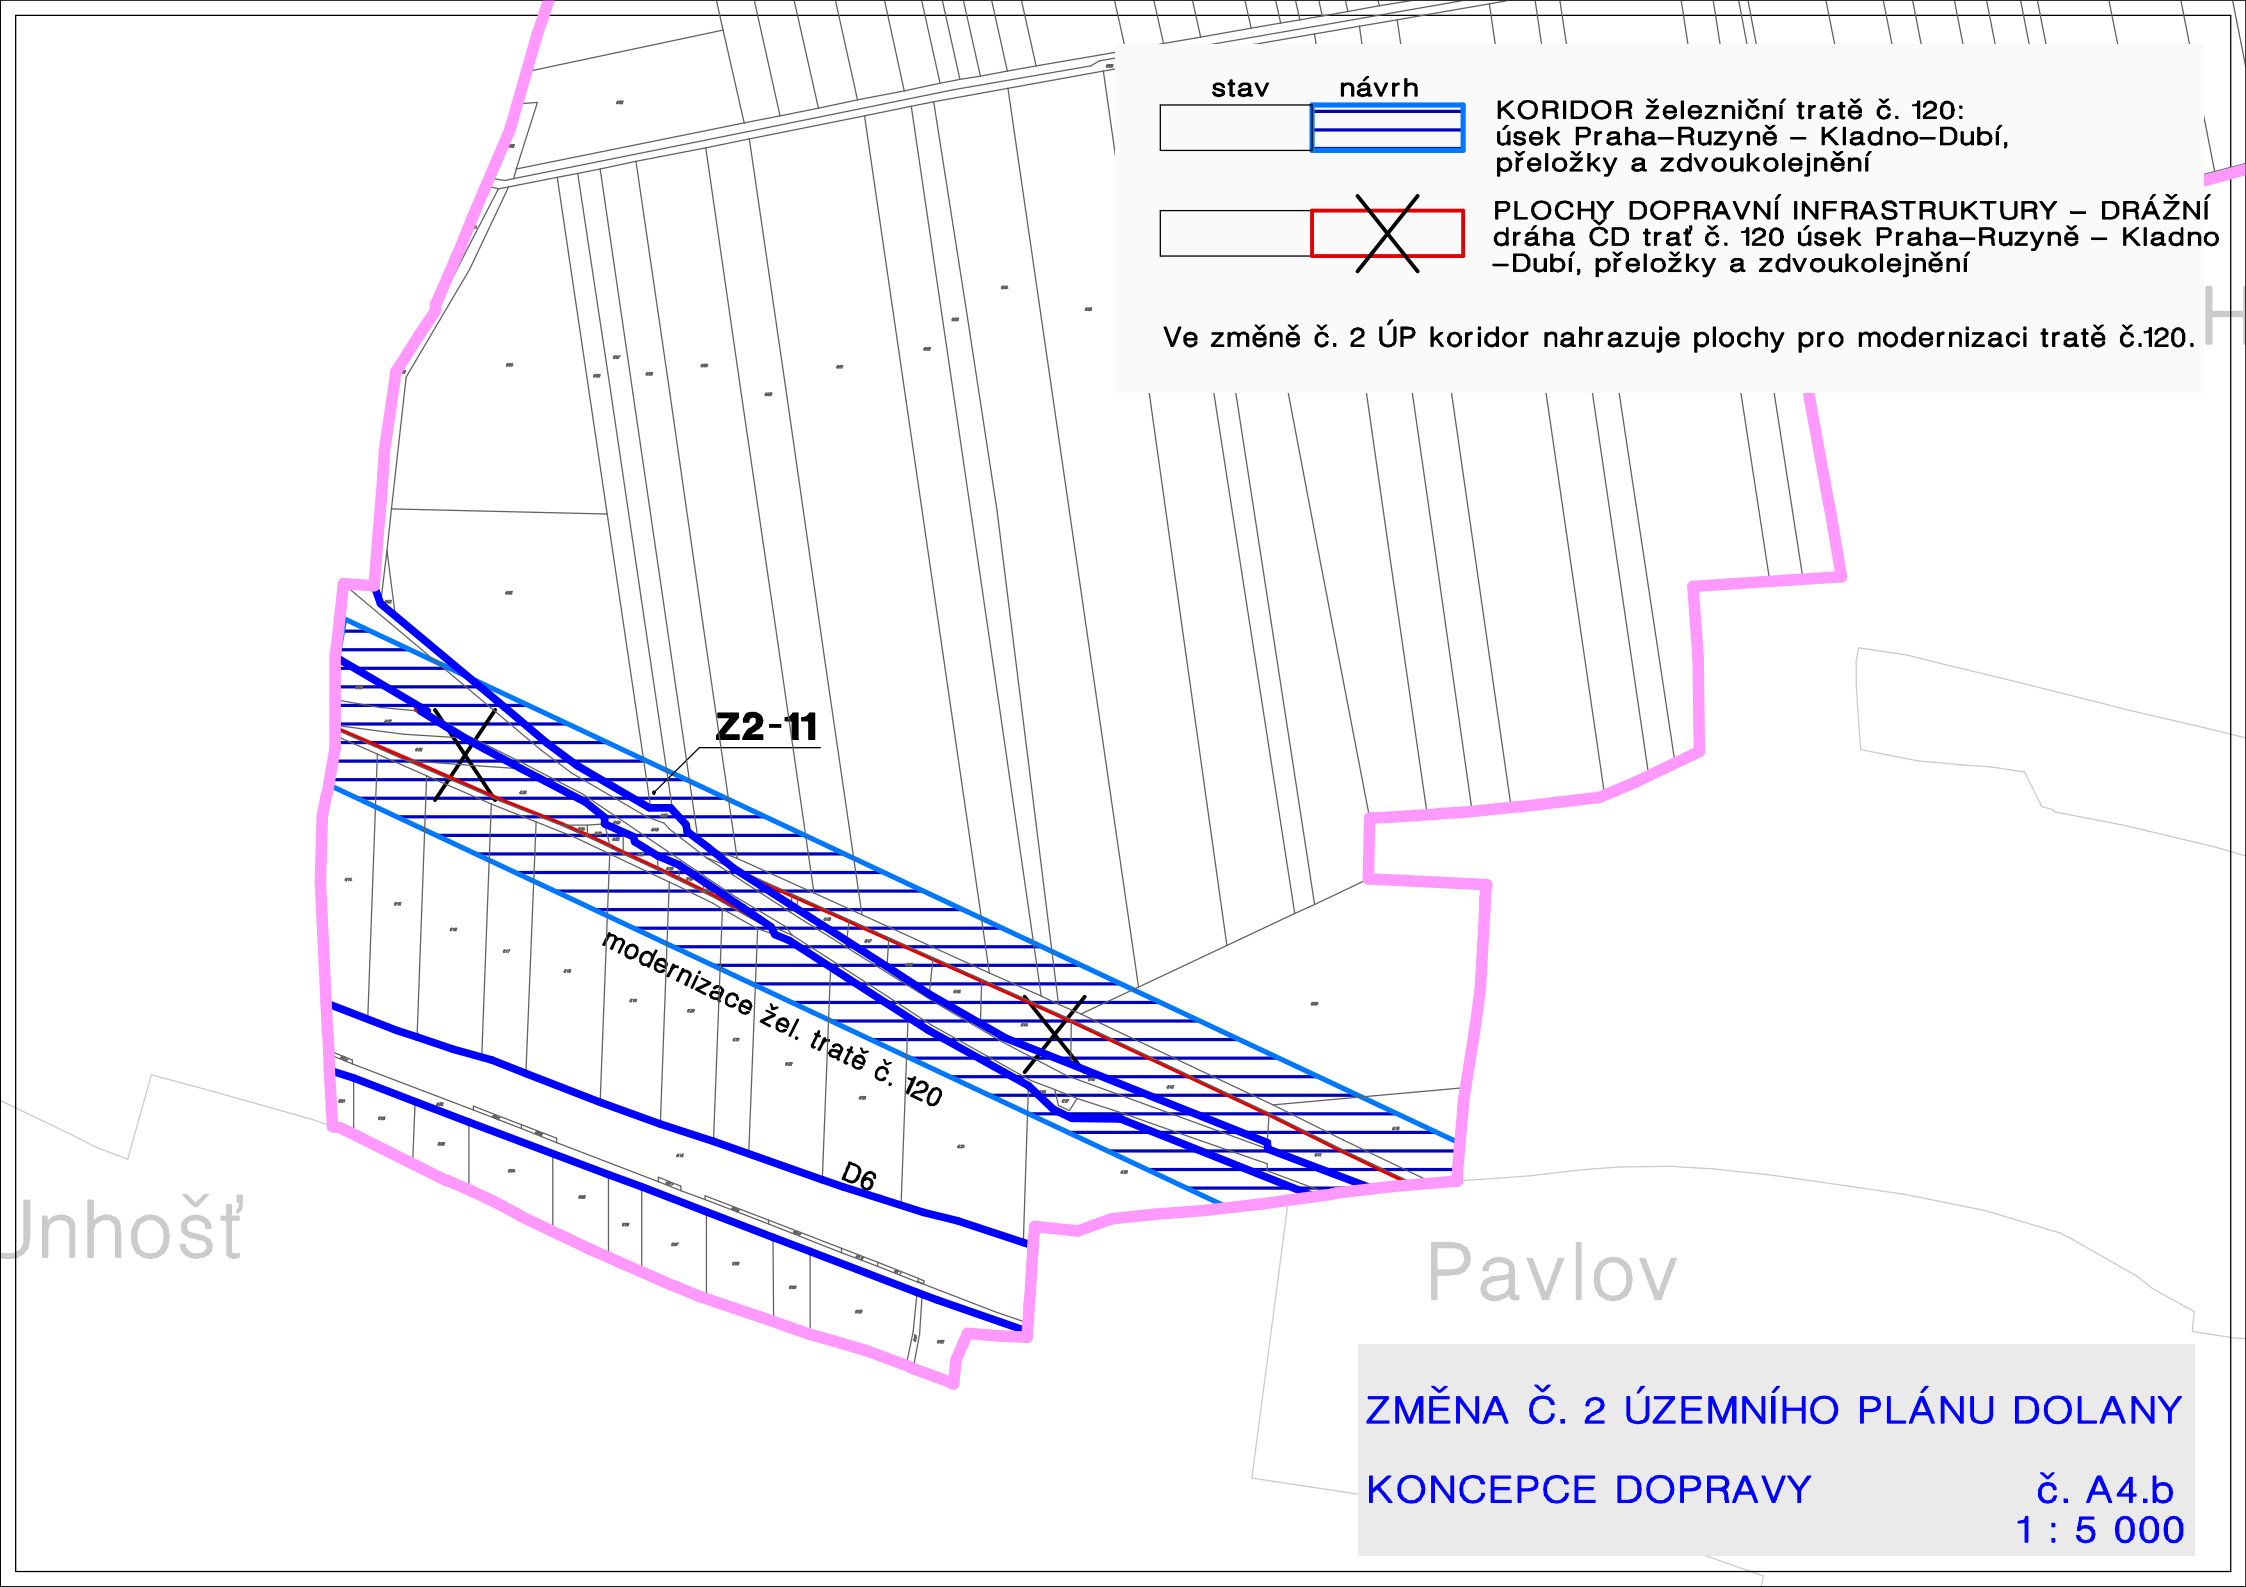 stav návrh
KORIDOR železniční tratě č. 120:
úsek Praha–Ruzyně – Kladno–Dubí,
přeložky a zdvoukolejnění
PLOCHY DOPRAVNÍ INFRASTRUKTURY – DRÁŽNÍ
dráha ČD trať č. 120 úsek Praha–Ruzyně – Kladno
–Dubí, přeložky a zdvoukolejnění
Ve změně č. 2 ÚP koridor nahrazuje plochy pro modernizaci tratě č.120.
H
Z2-11
modernizace žel. tratě č. 120
D6
Unhošť
Pavlov
ZMĚNA Č. 2 ÚZEMNÍHO PLÁNU DOLANY
KONCEPCE DOPRAVY č. A4.b
1 : 5 000